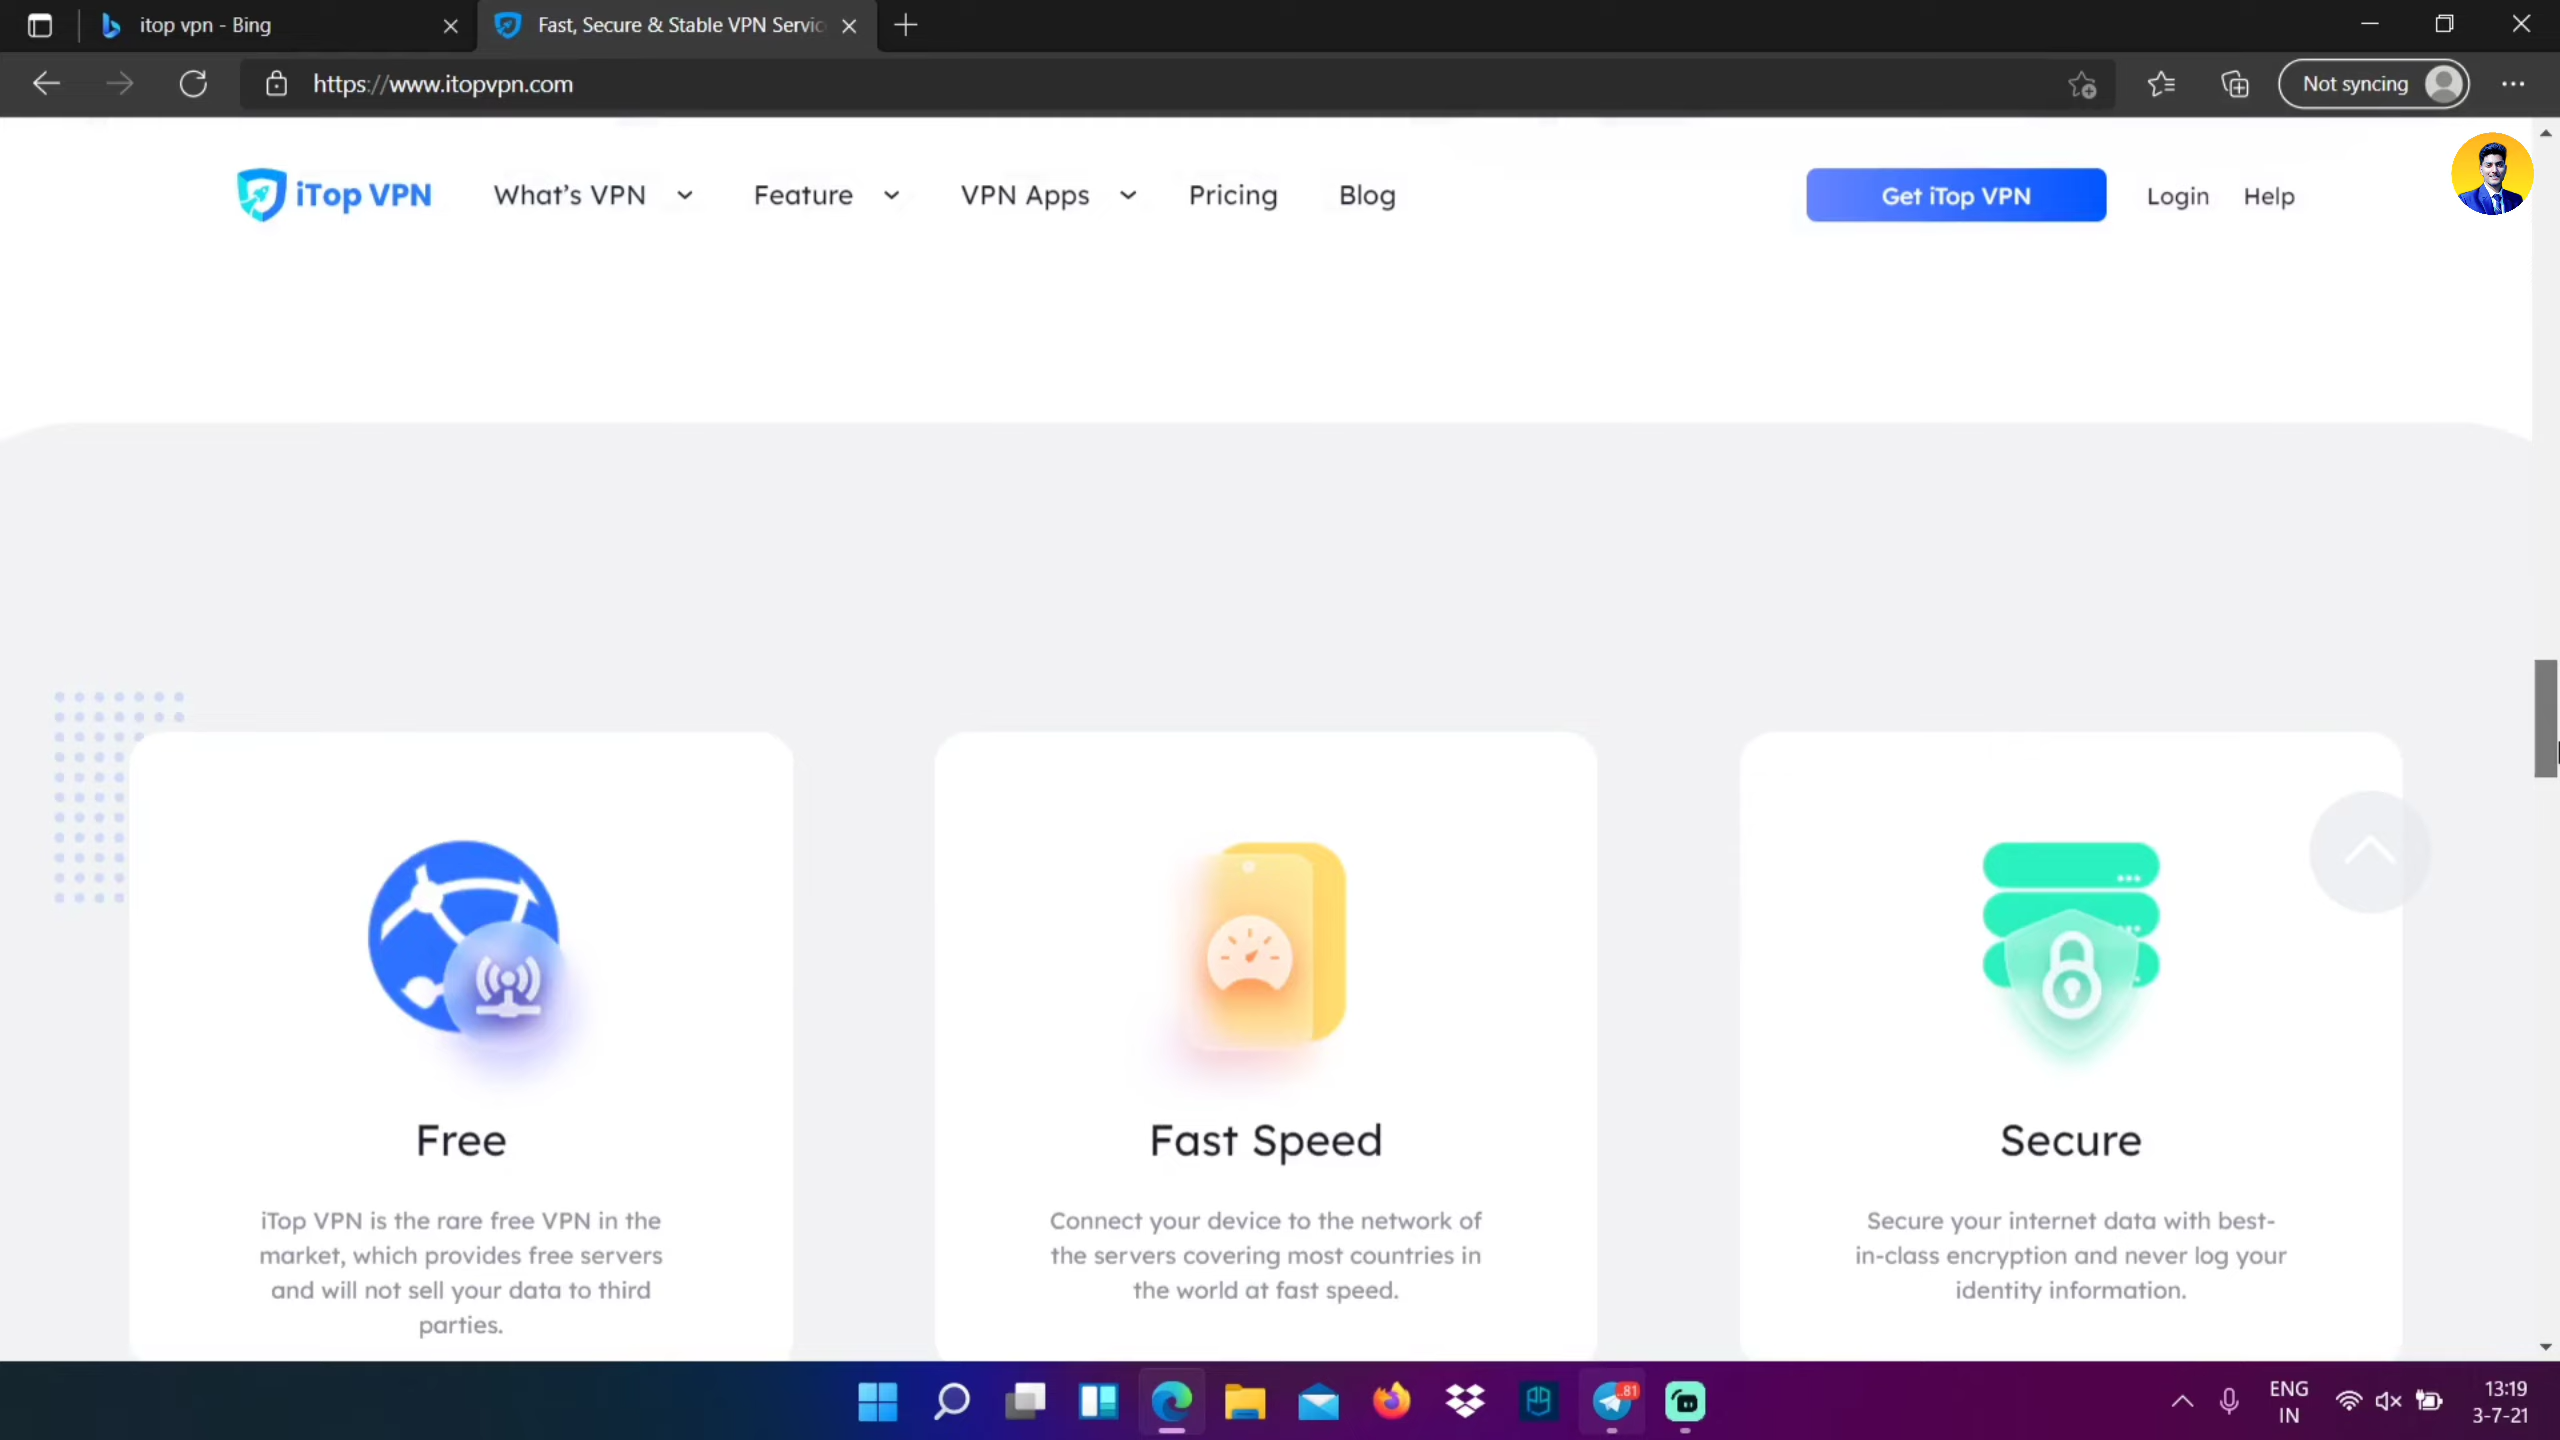 itop vpn - Bing
Fast, Secure & Stable VPN Servic
https://www.itopvpn.com
Not syncing
iTop VPN
What's VPN
Feature
VPN Apps
Pricing
Blog
Get iTop VPN
Login
Help
Free
iTop VPN is the rare free VPN in the
market, which provides free servers
and will not sell your data to third
parties.
Fast Speed
Connect your device to the network of
the servers covering most countries in
the world at fast speed.
Secure
Secure your internet data with best-
in-class encryption and never log your
identity information.
..81
ENG
IN
13:19
3-7-21